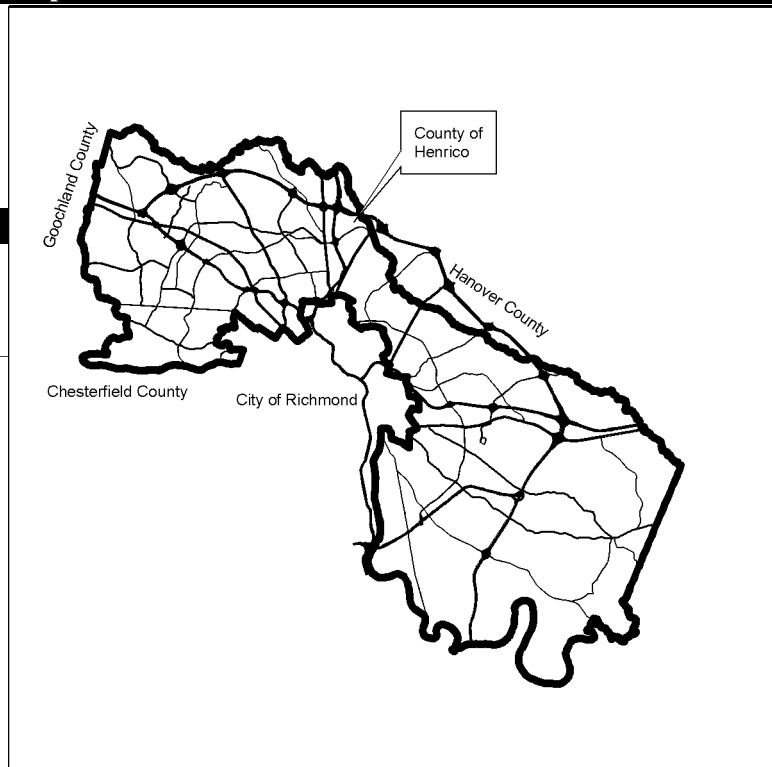 Goochland County
County of
Henrico
Hanover County
Chesterfield County
City of Richmond